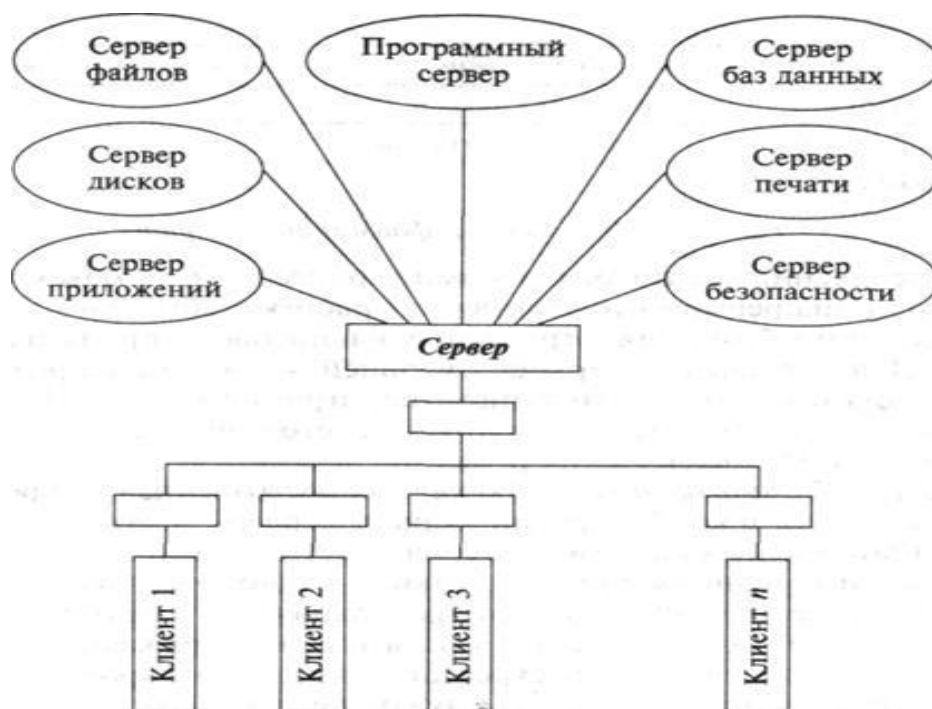 Сервер
файлов
Программный
сервер
Сервер
баз данных
Сервер
дисков
Сервер
печати
Сервер
приложений
Сервер
безопасности
Сервер
Клиент 1
Клиент 2
Клиент 3
Клиент n